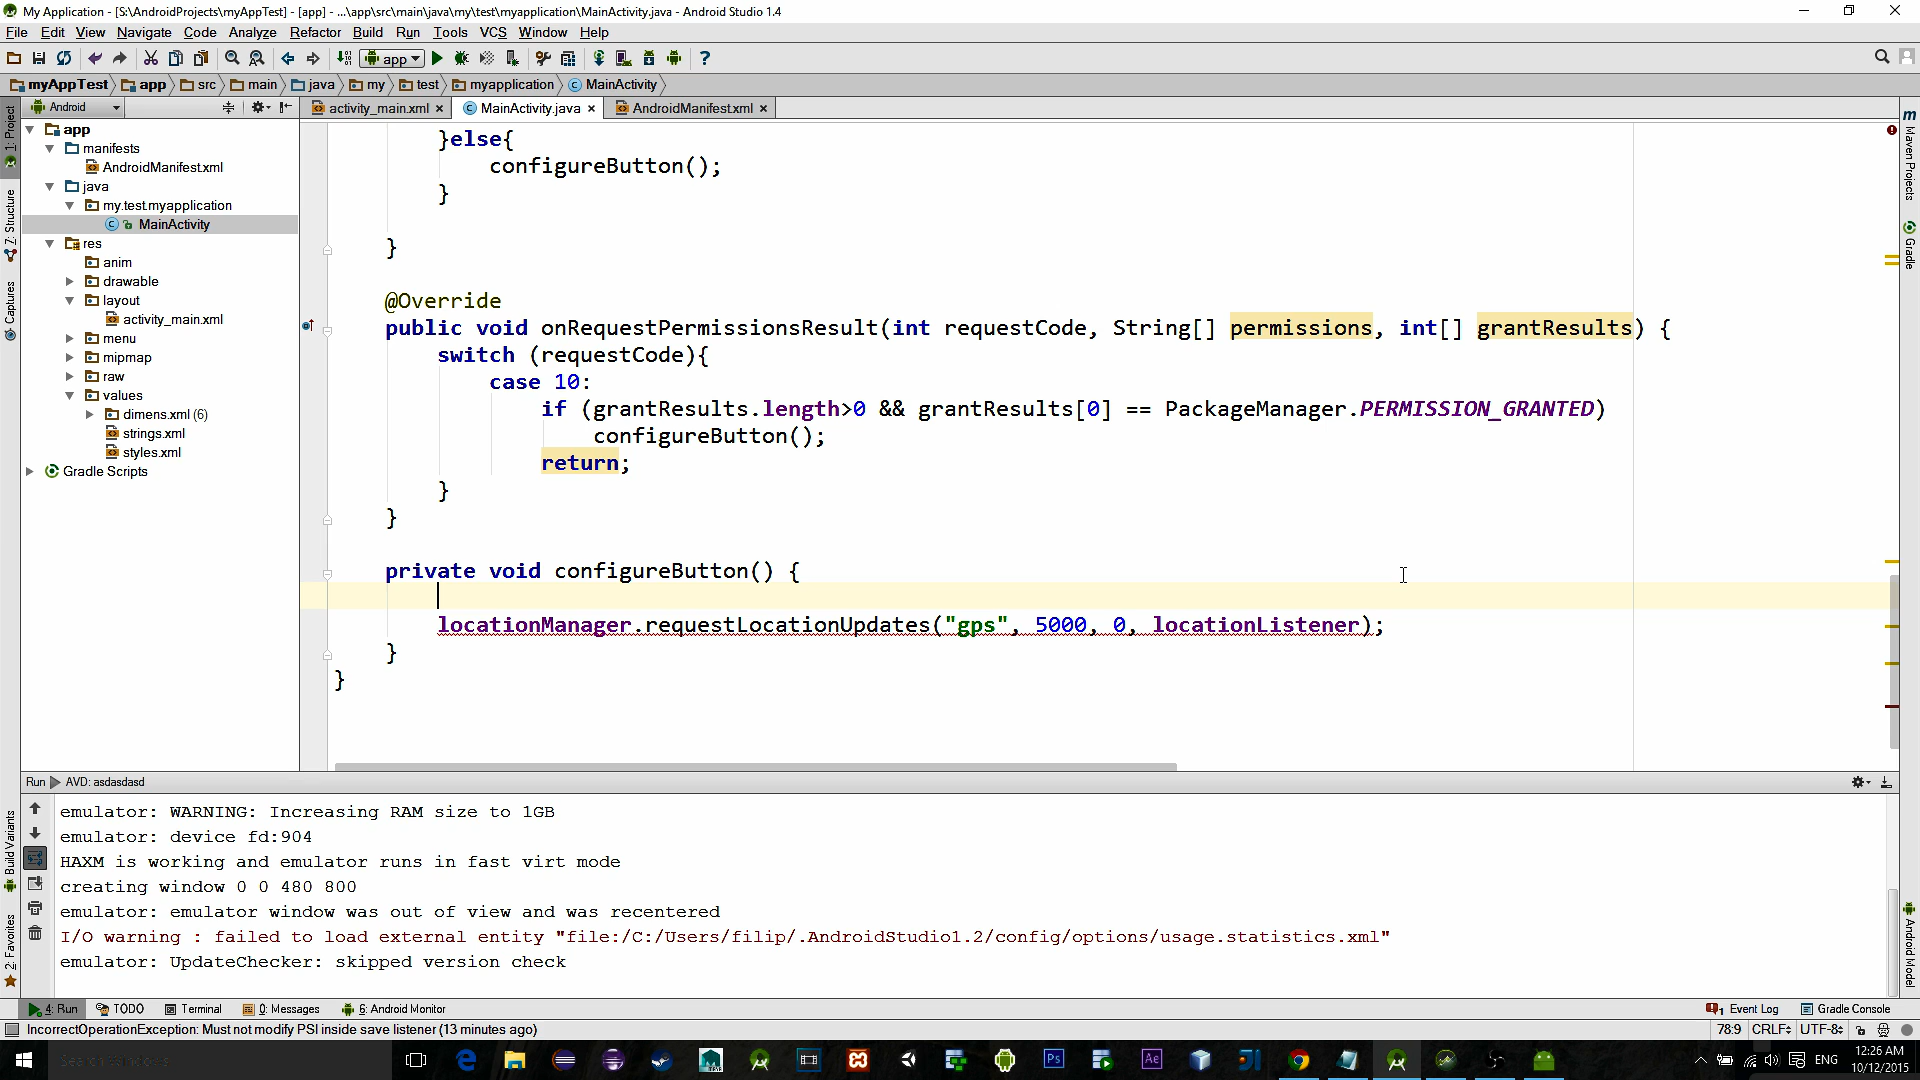 My Application - [S:\AndroidProjects\myAppTest] - [app] - ...\app\src\main\java\my\test\myapplication\MainActivity.java - Android Studio 1.4
File Edit View Navigate Code Analyze Refactor Build Run Tools VCS Window Help
app
myAppTest app src main java my test myapplication MainActivity
Android
activity_main.xml MainActivity.java AndroidManifest.xml
1: Project
Z: Structure
Captures
Build Variants
2: Favorites
app
manifests
AndroidManifest.xml
java
my.test.myapplication
MainActivity
res
anim
drawable
layout
activity_main.xml
menu
mipmap
raw
values
dimens.xml (6)
strings.xml
styles.xml
Gradle Scripts
}else{
configureButton();
}
}
@Override
public void onRequestPermissionsResult(int requestCode, String[] permissions, int[] grantResults) {
switch (requestCode){
case 10:
if (grantResults.length>0 && grantResults[0] == PackageManager.PERMISSION_GRANTED)
configureButton();
return;
}
}
private void configureButton() {
locationManager.requestLocationUpdates("gps", 5000, 0, locationListener);
}
}
Maven Projects
Gradle
Android Model
Run AVD: asdasdasd
emulator: WARNING: Increasing RAM size to 1GB
emulator: device fd:904
HAXM is working and emulator runs in fast virt mode
creating window 0 0 480 800
emulator: emulator window was out of view and was recentered
I/O warning : failed to load external entity "file:/C:/Users/filip/.AndroidStudio1.2/config/options/usage.statistics.xml"
emulator: UpdateChecker: skipped version check
4: Run TODO Terminal 0: Messages 6: Android Monitor
1 Event Log Gradle Console
IncorrectOperationException: Must not modify PSI inside save listener (13 minutes ago)
78:9 CRLF UTF-8
ENG
12:26 AM
10/12/2015